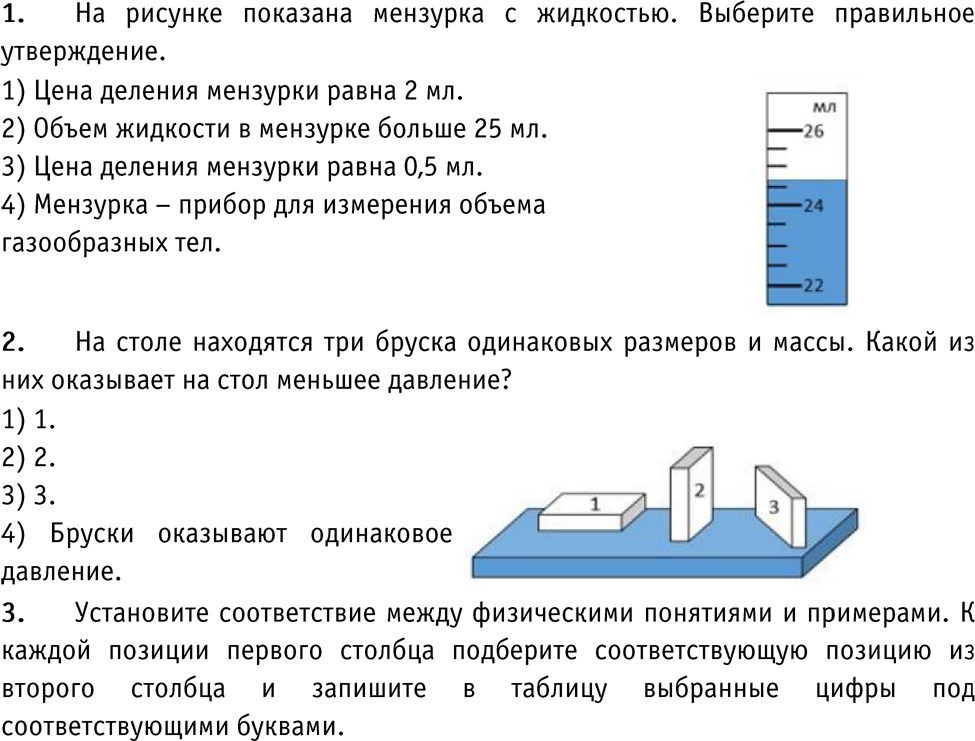 1. На рисунке показана мензурка с жидкостью. Выберите правильное
утверждение.
1) Цена деления мензурки равна 2 мл.
2) Объем жидкости в мензурке больше 25 мл.
3) Цена деления мензурки равна 0,5 мл.
4) Мензурка – прибор для измерения объема
газообразных тел.
мл
26
24
22
2. На столе находятся три бруска одинаковых размеров и массы. Какой из
них оказывает на стол меньшее давление?
1) 1.
2) 2.
3) 3.
4) Бруски оказывают одинаковое
давление.
1
2
3
3. Установите соответствие между физическими понятиями и примерами. К
каждой позиции первого столбца подберите соответствующую позицию из
второго столбца и запишите в таблицу выбранные цифры под
соответствующими буквами.